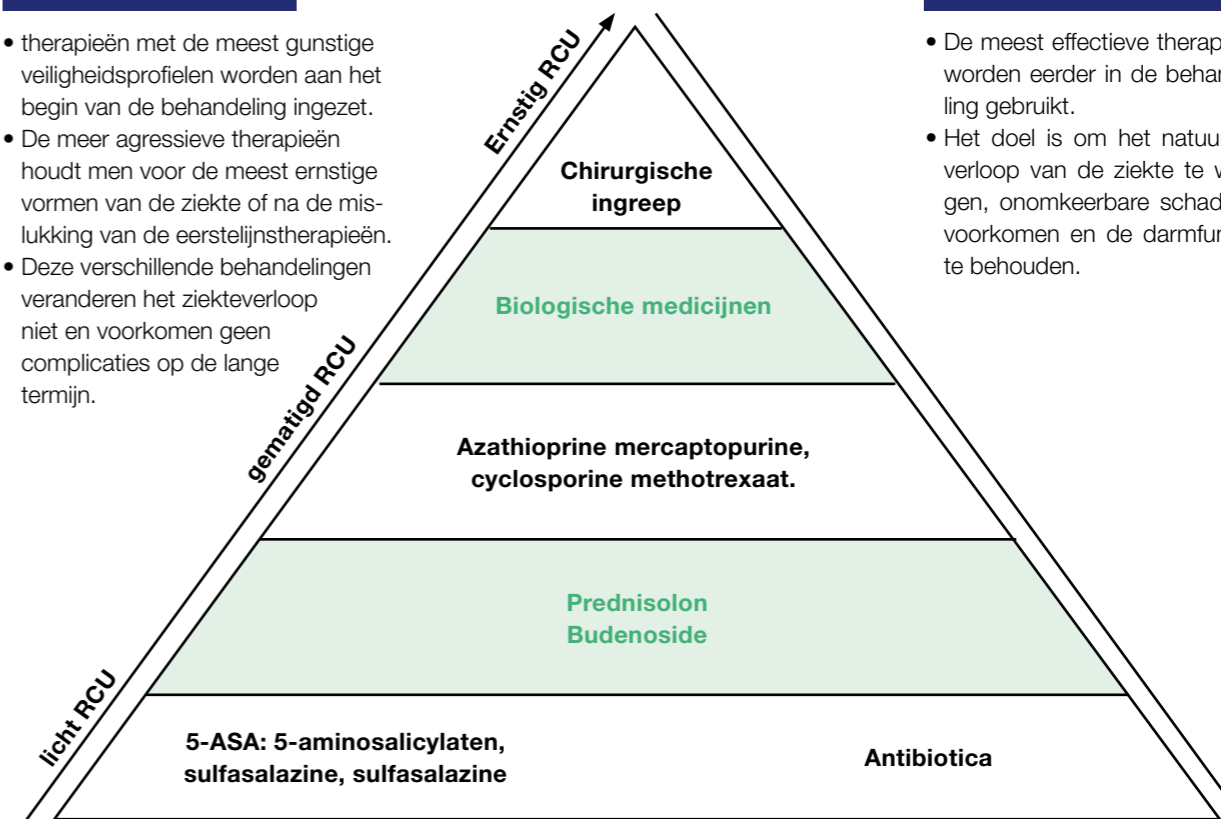 • therapieën met de meest gunstige
veiligheidsprofielen worden aan het
begin van de behandeling ingezet.
• De meer agressieve therapieën
houdt men voor de meest ernstige
vormen van de ziekte of na de mis-
lukking van de eerstelijnstherapieën.
• Deze verschillende behandelingen
veranderen het ziekteverloop
niet en voorkomen geen
complicaties op de lange
termijn.
Ernstig RCU
gematigd RCU
licht RCU
Chirurgische
ingreep
Biologische medicijnen
Azathioprine mercaptopurine,
cyclosporine methotrexaat.
Prednisolon
Budenoside
5-ASA: 5-aminosalicylaten,
sulfasalazine, sulfasalazine
Antibiotica
• De meest effectieve
worden eerder in de
ling gebruikt.
• Het doel is om het
verloop van de ziekte te
gen, onomkeerbare
voorkomen en de
te behouden.